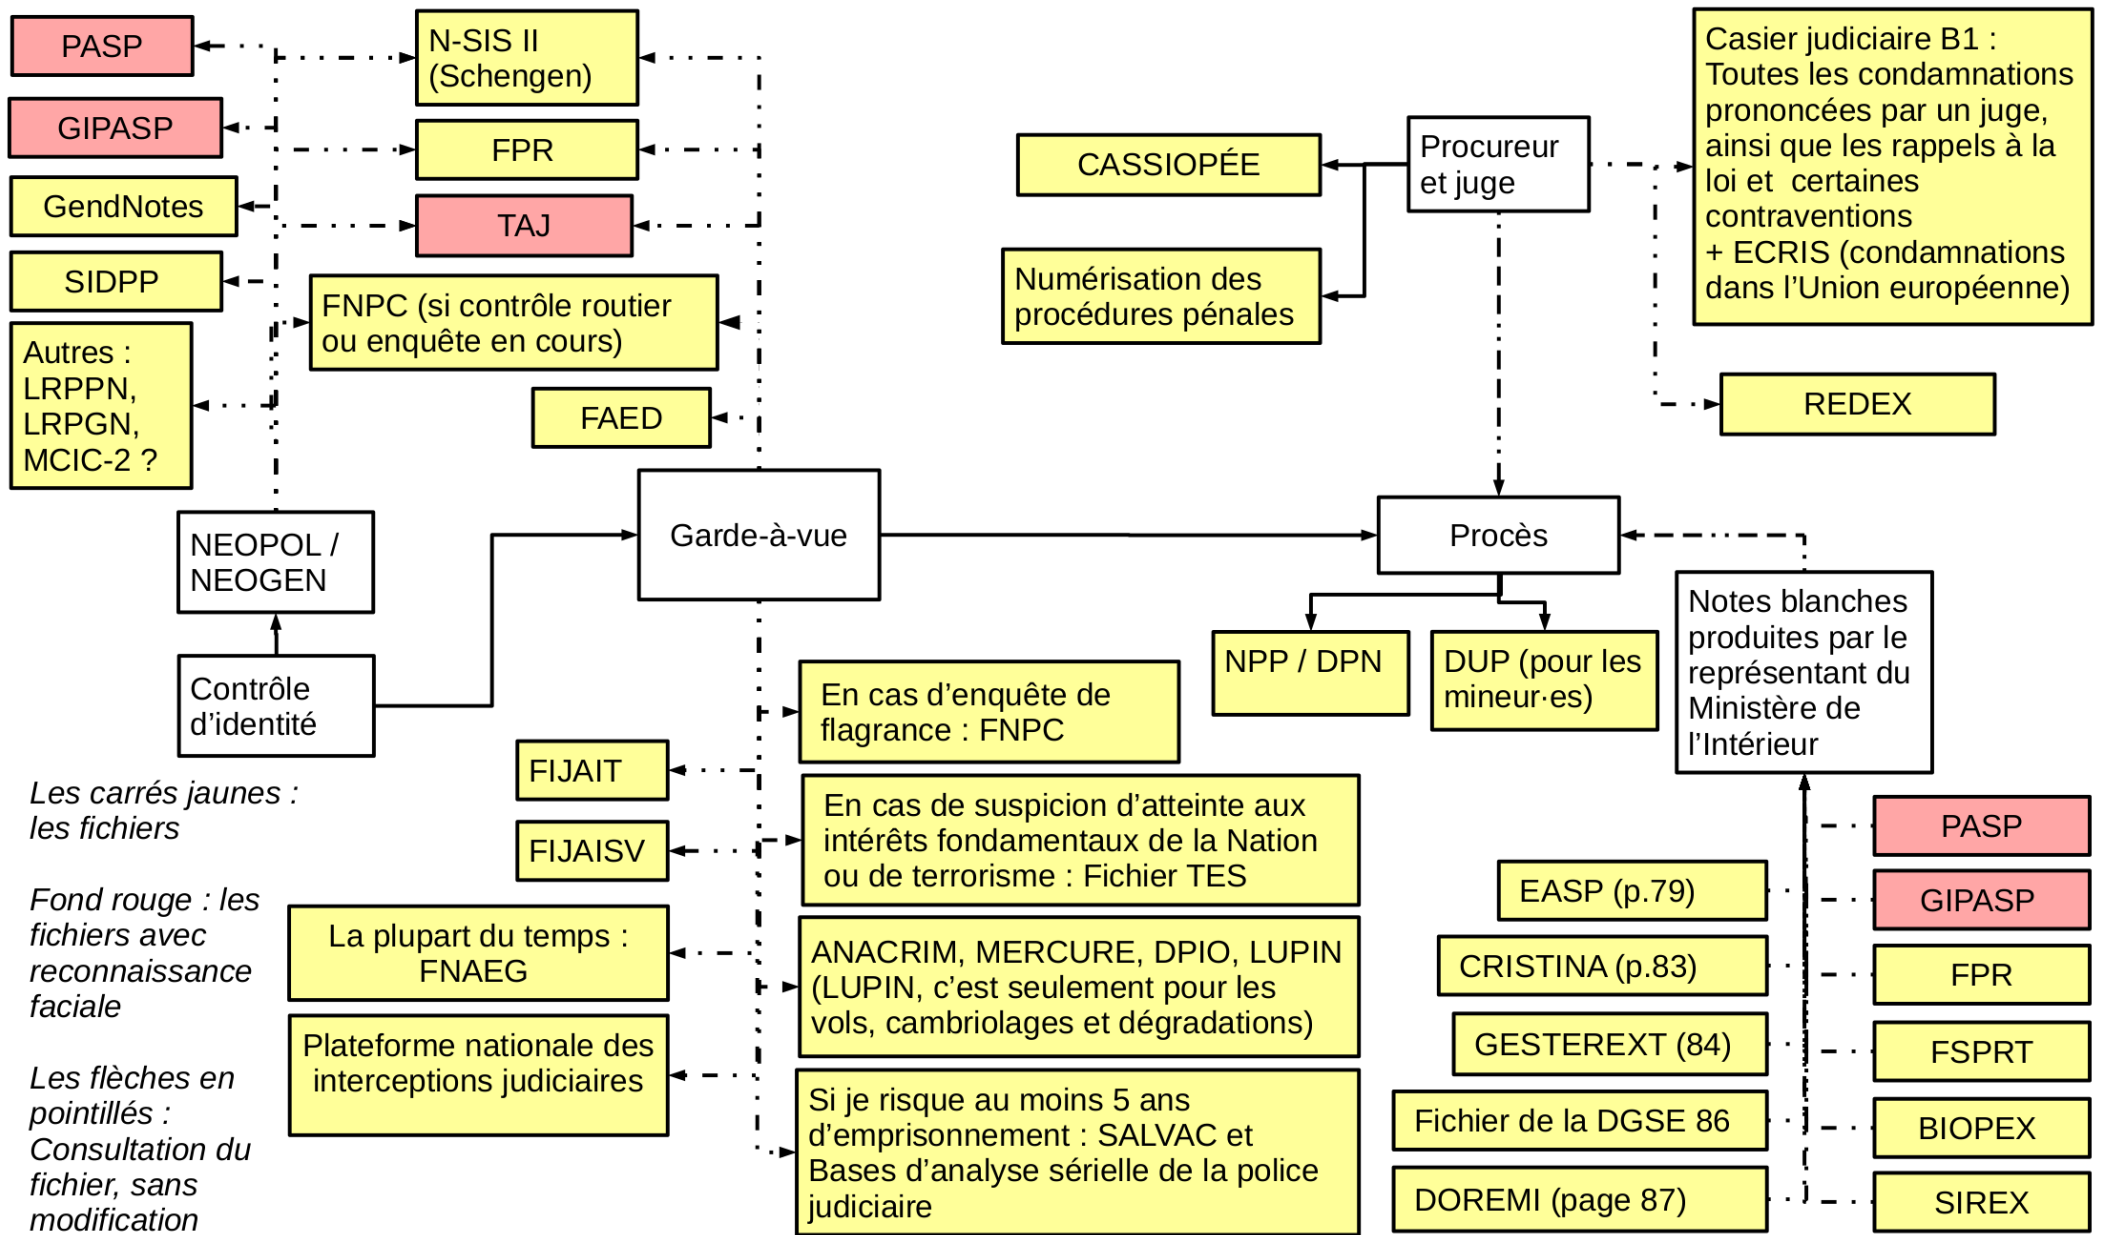 PASP
GIPASP
GendNotes
SIDPP
Autres :
LRPPN,
LRPGN,
MCIC-2 ?
N-SIS II
(Schengen)
FPR
TAJ
FNPC (si contrôle routier
ou enquête en cours)
FAED
NEOPOL /
NEOGEN
Contrôle
d’identité
Garde-à-vue
CASSIOPÉE
Numérisation des
procédures pénales
Procureur
et juge
Casier judiciaire B1 :
Toutes les condamnations
prononcées par un juge,
ainsi que les rappels à la
loi et  certaines
contraventions
+ ECRIS (condamnations
dans l’Union européenne)
REDEX
Procès
NPP / DPN
DUP (pour les
mineur·es)
Notes blanches
produites par le
représentant du
Ministère de
l’Intérieur
Les carrés jaunes :
les fichiers
Fond rouge : les
fichiers avec
reconnaissance
faciale
Les flèches en
pointillés :
Consultation du
fichier, sans
modification
FIJAIT
FIJAISV
La plupart du temps :
FNAEG
Plateforme nationale des
interceptions judiciaires
En cas d’enquête de
flagrance : FNPC
En cas de suspicion d’atteinte aux
intérêts fondamentaux de la Nation
ou de terrorisme : Fichier TES
ANACRIM, MERCURE, DPIO, LUPIN
(LUPIN, c’est seulement pour les
vols, cambriolages et dégradations)
Si je risque au moins 5 ans
d’emprisonnement : SALVAC et
Bases d’analyse sérielle de la police
judiciaire
EASP (p.79)
CRISTINA (p.83)
GESTEREXT (84)
Fichier de la DGSE 86
DOREMI (page 87)
PASP
GIPASP
FPR
FSPRT
BIOPEX
SIREX